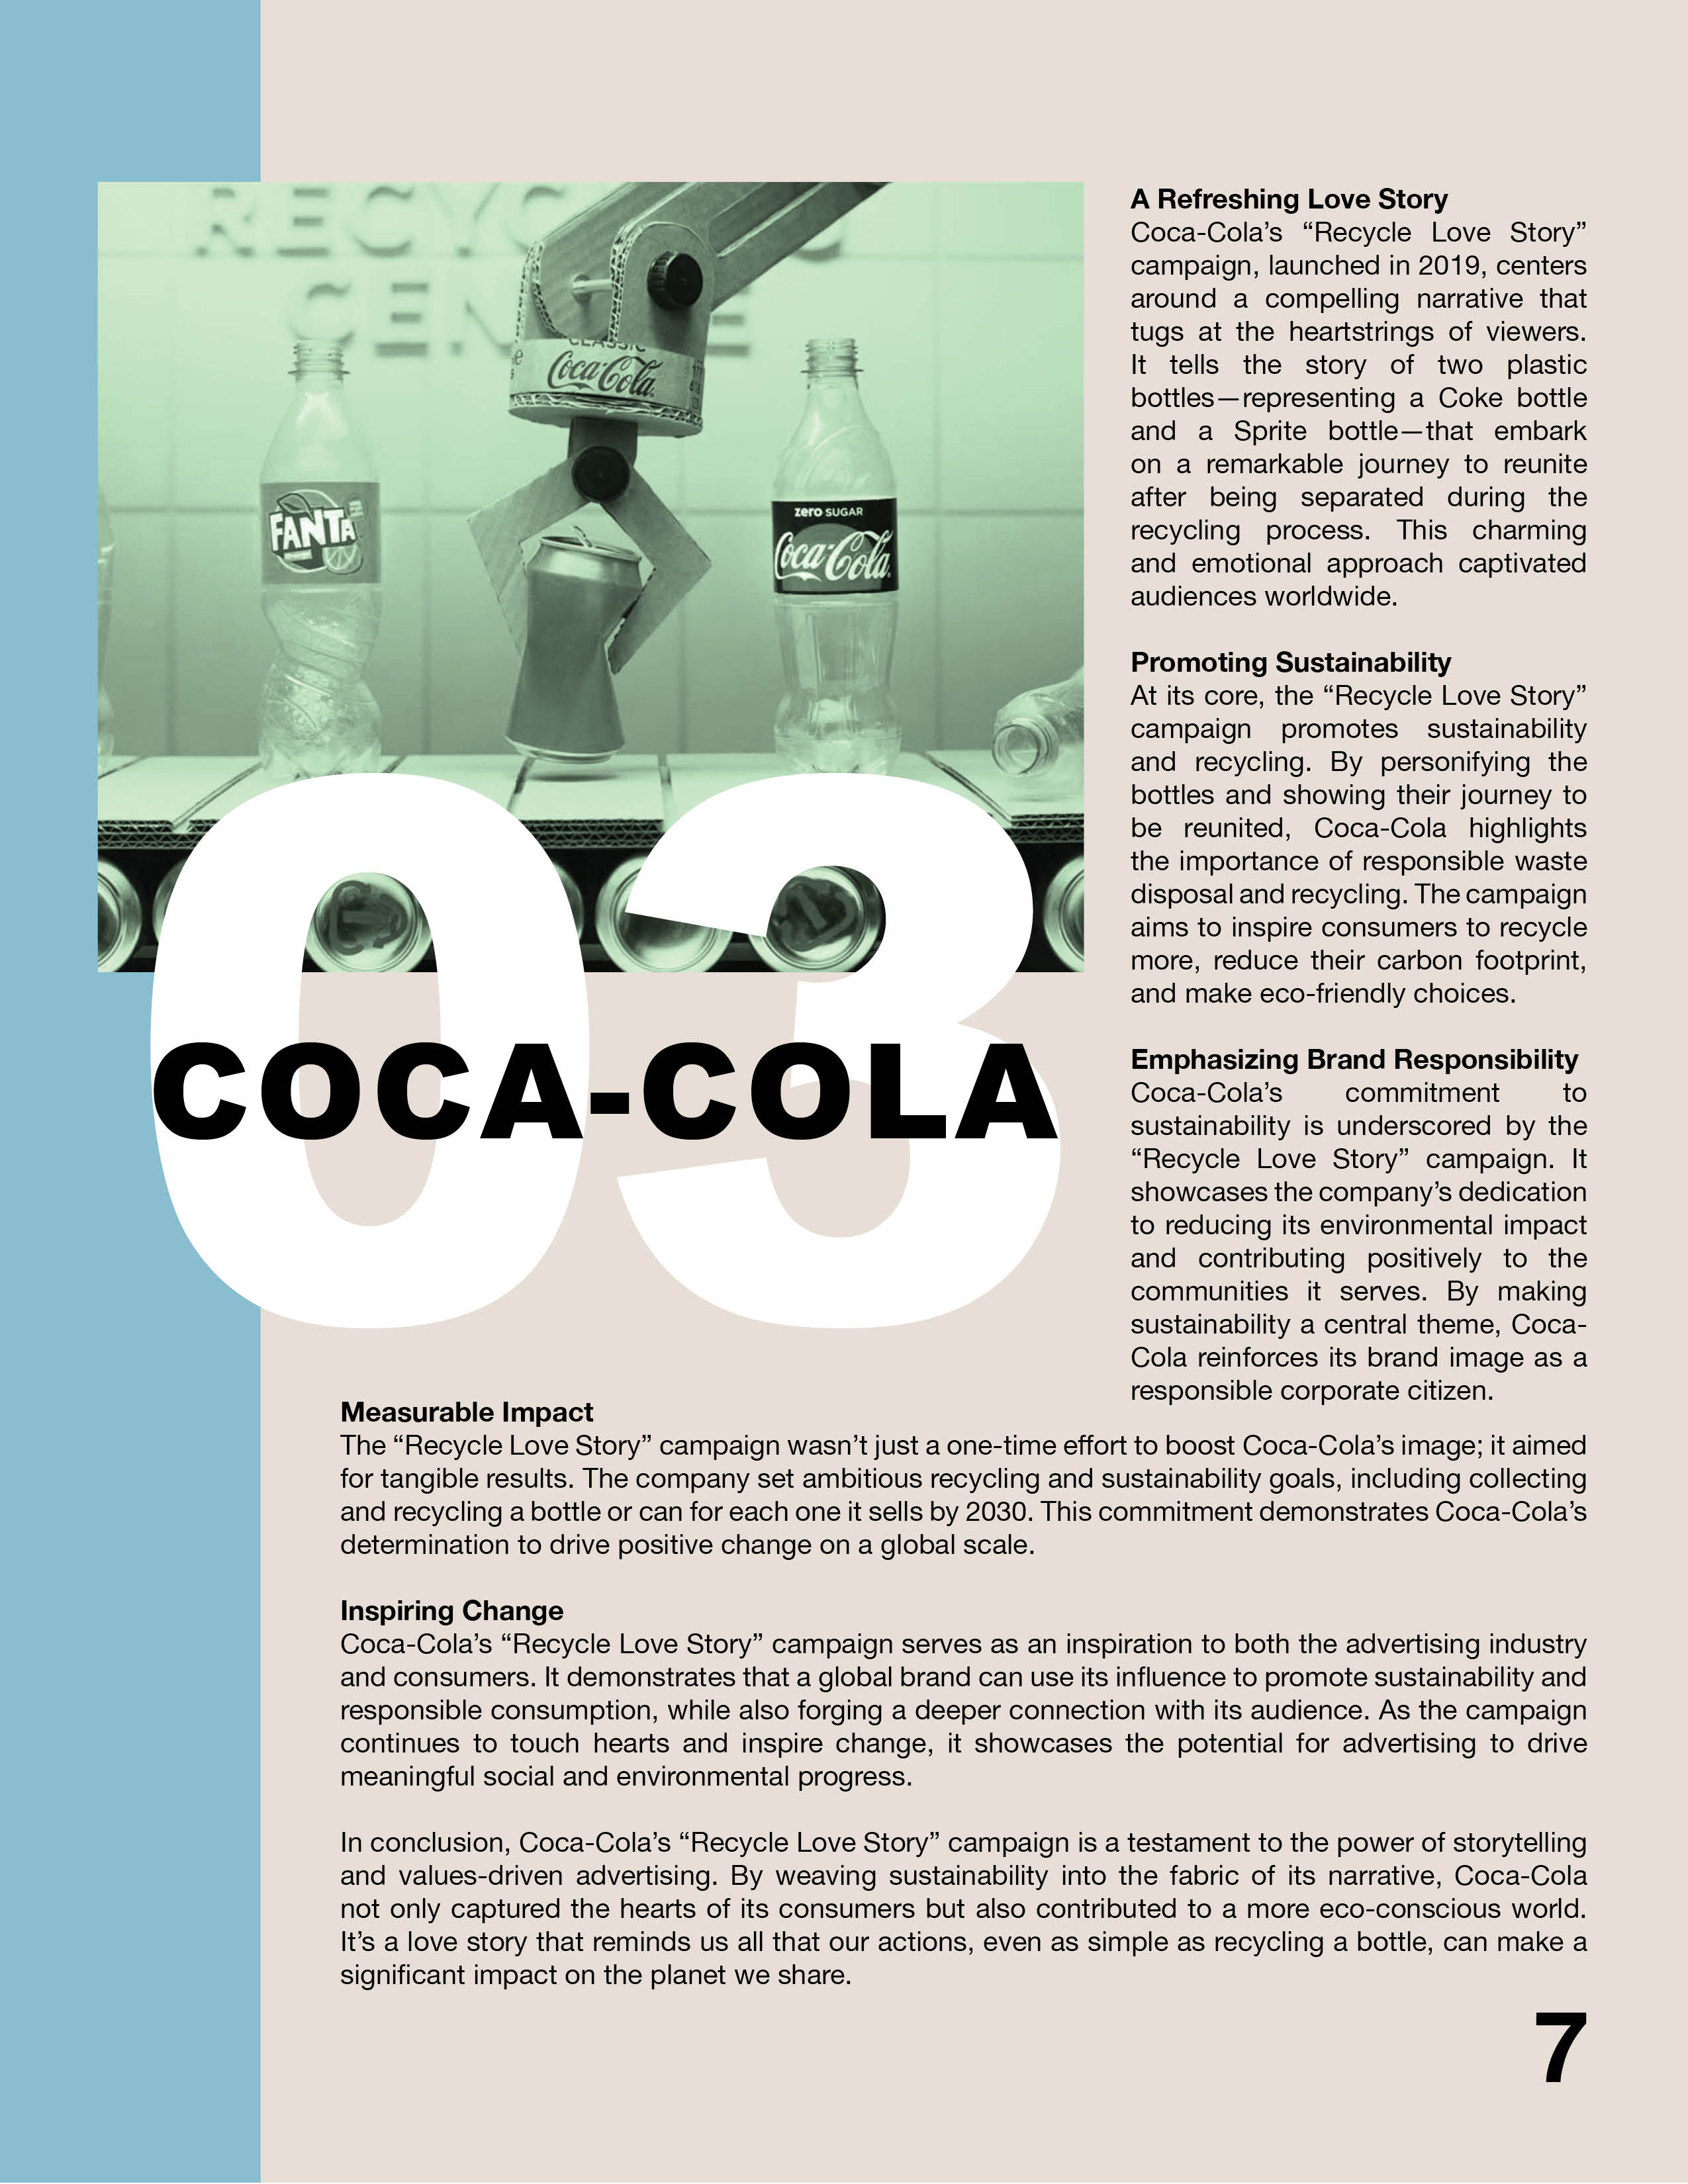 RECYC
CEN E
CLASSIC
Coca-Cola
FANTA
zero SUGAR
Coca-Cola
03
COCA-COLA
A Refreshing Love Story
Coca-Cola’s “Recycle Love Story”
campaign, launched in 2019, centers
around a compelling narrative that
tugs at the heartstrings of viewers.
It tells the story of two plastic
bottles—representing a Coke bottle
and a Sprite bottle—that embark
on a remarkable journey to reunite
after being separated during the
recycling process. This charming
and emotional approach captivated
audiences worldwide.
Promoting Sustainability
At its core, the “Recycle Love Story”
campaign promotes sustainability
and recycling. By personifying the
bottles and showing their journey to
be reunited, Coca-Cola highlights
the importance of responsible waste
disposal and recycling. The campaign
aims to inspire consumers to recycle
more, reduce their carbon footprint,
and make eco-friendly choices.
Emphasizing Brand Responsibility
Coca-Cola’s commitment to
sustainability is underscored by the
“Recycle Love Story” campaign. It
showcases the company’s dedication
to reducing its environmental impact
and contributing positively to the
communities it serves. By making
sustainability a central theme, Coca-
Cola reinforces its brand image as a
responsible corporate citizen.
Measurable Impact
The “Recycle Love Story” campaign wasn’t just a one-time effort to boost Coca-Cola’s image; it aimed
for tangible results. The company set ambitious recycling and sustainability goals, including collecting
and recycling a bottle or can for each one it sells by 2030. This commitment demonstrates Coca-Cola’s
determination to drive positive change on a global scale.
Inspiring Change
Coca-Cola’s “Recycle Love Story” campaign serves as an inspiration to both the advertising industry
and consumers. It demonstrates that a global brand can use its influence to promote sustainability and
responsible consumption, while also forging a deeper connection with its audience. As the campaign
continues to touch hearts and inspire change, it showcases the potential for advertising to drive
meaningful social and environmental progress.
In conclusion, Coca-Cola’s “Recycle Love Story” campaign is a testament to the power of storytelling
and values-driven advertising. By weaving sustainability into the fabric of its narrative, Coca-Cola
not only captured the hearts of its consumers but also contributed to a more eco-conscious world.
It’s a love story that reminds us all that our actions, even as simple as recycling a bottle, can make a
significant impact on the planet we share.
7